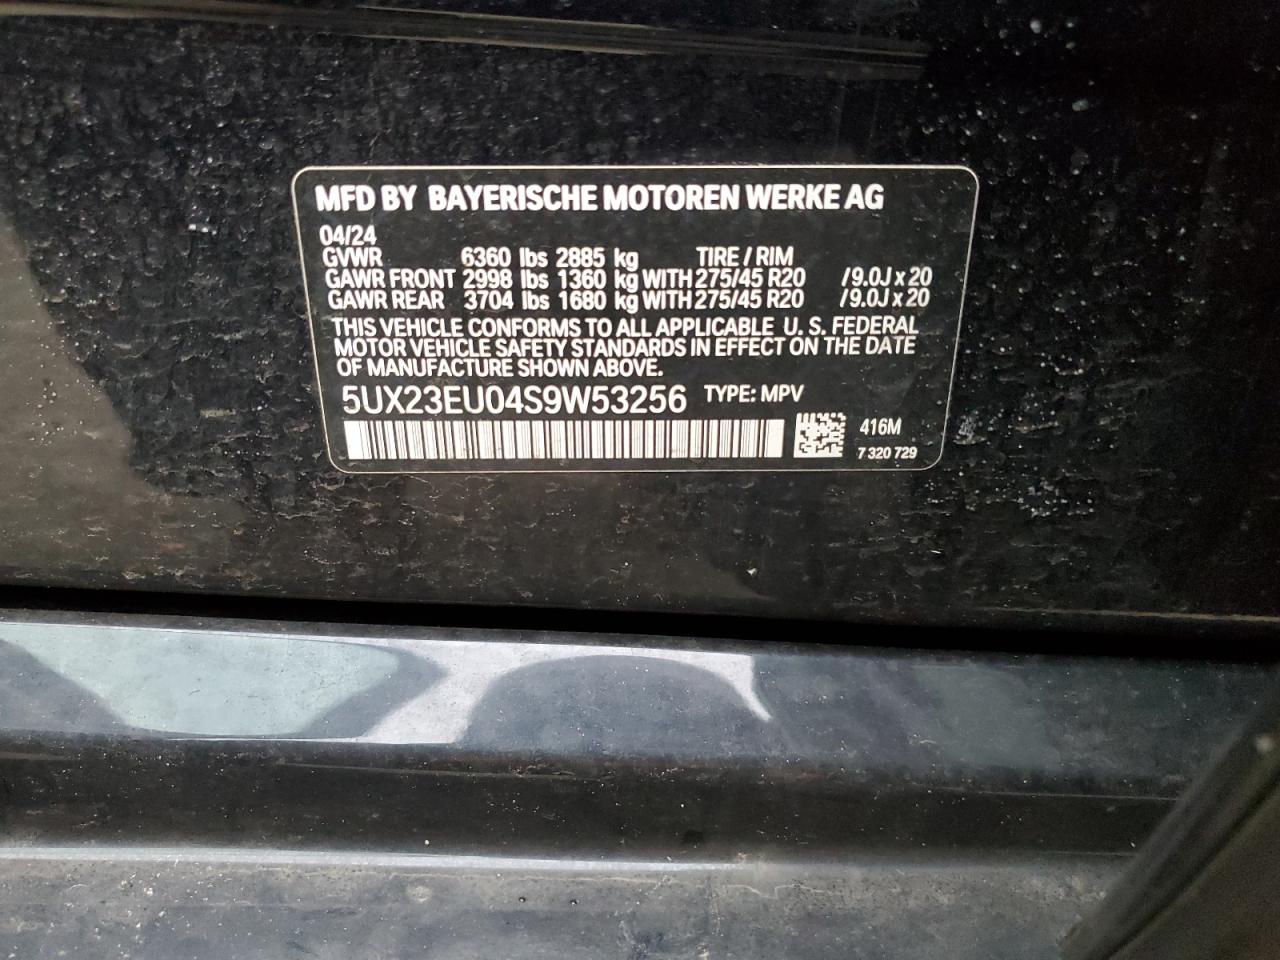 MFD BY BAYERISCHE MOTOREN WERKE AG
04/24
GVWR 6360 lbs 2885 kg TIRE / RIM
GAWR FRONT 2998 lbs 1360 kg WITH 275/45 R20 / 9.0J x 20
GAWR REAR 3704 lbs 1680 kg WITH 275/45 R20 / 9.0J x 20
THIS VEHICLE CONFORMS TO ALL APPLICABLE U. S. FEDERAL
MOTOR VEHICLE SAFETY STANDARDS IN EFFECT ON THE DATE
OF MANUFACTURE SHOWN ABOVE.
5UX23EU04S9W53256 TYPE: MPV
416M
7 320 729